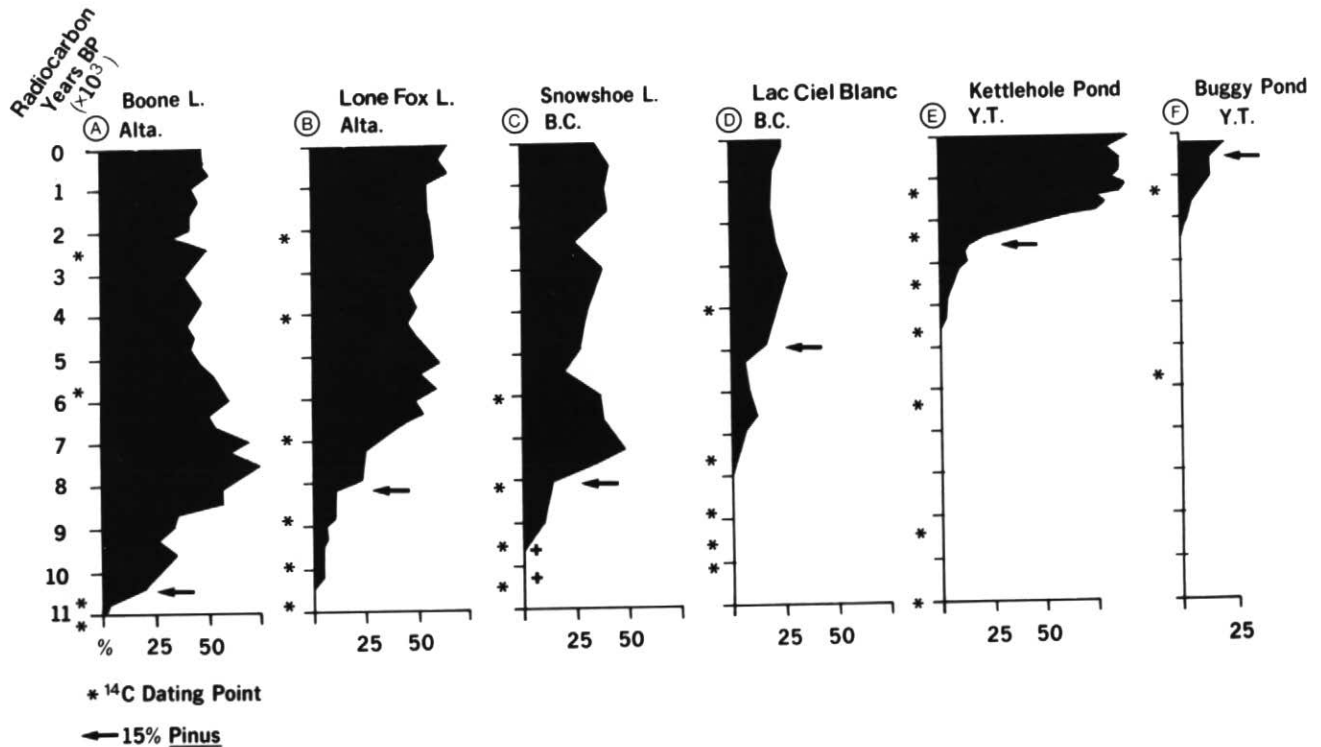 Radiocarbon
Years BP
(×10³)
Ⓐ Boone L.
Alta.
Ⓑ Lone Fox L.
Alta.
Ⓒ Snowshoe L.
B.C.
Ⓓ Lac Ciel Blanc
B.C.
Ⓔ Kettlehole Pond
Y.T.
Ⓕ Buggy Pond
Y.T.
0
1
2
3
4
5
6
7
8
9
10
11
% 25 50
25 50
25 50
25 50
25 50
25
* ¹⁴C Dating Point
← 15% Pinus